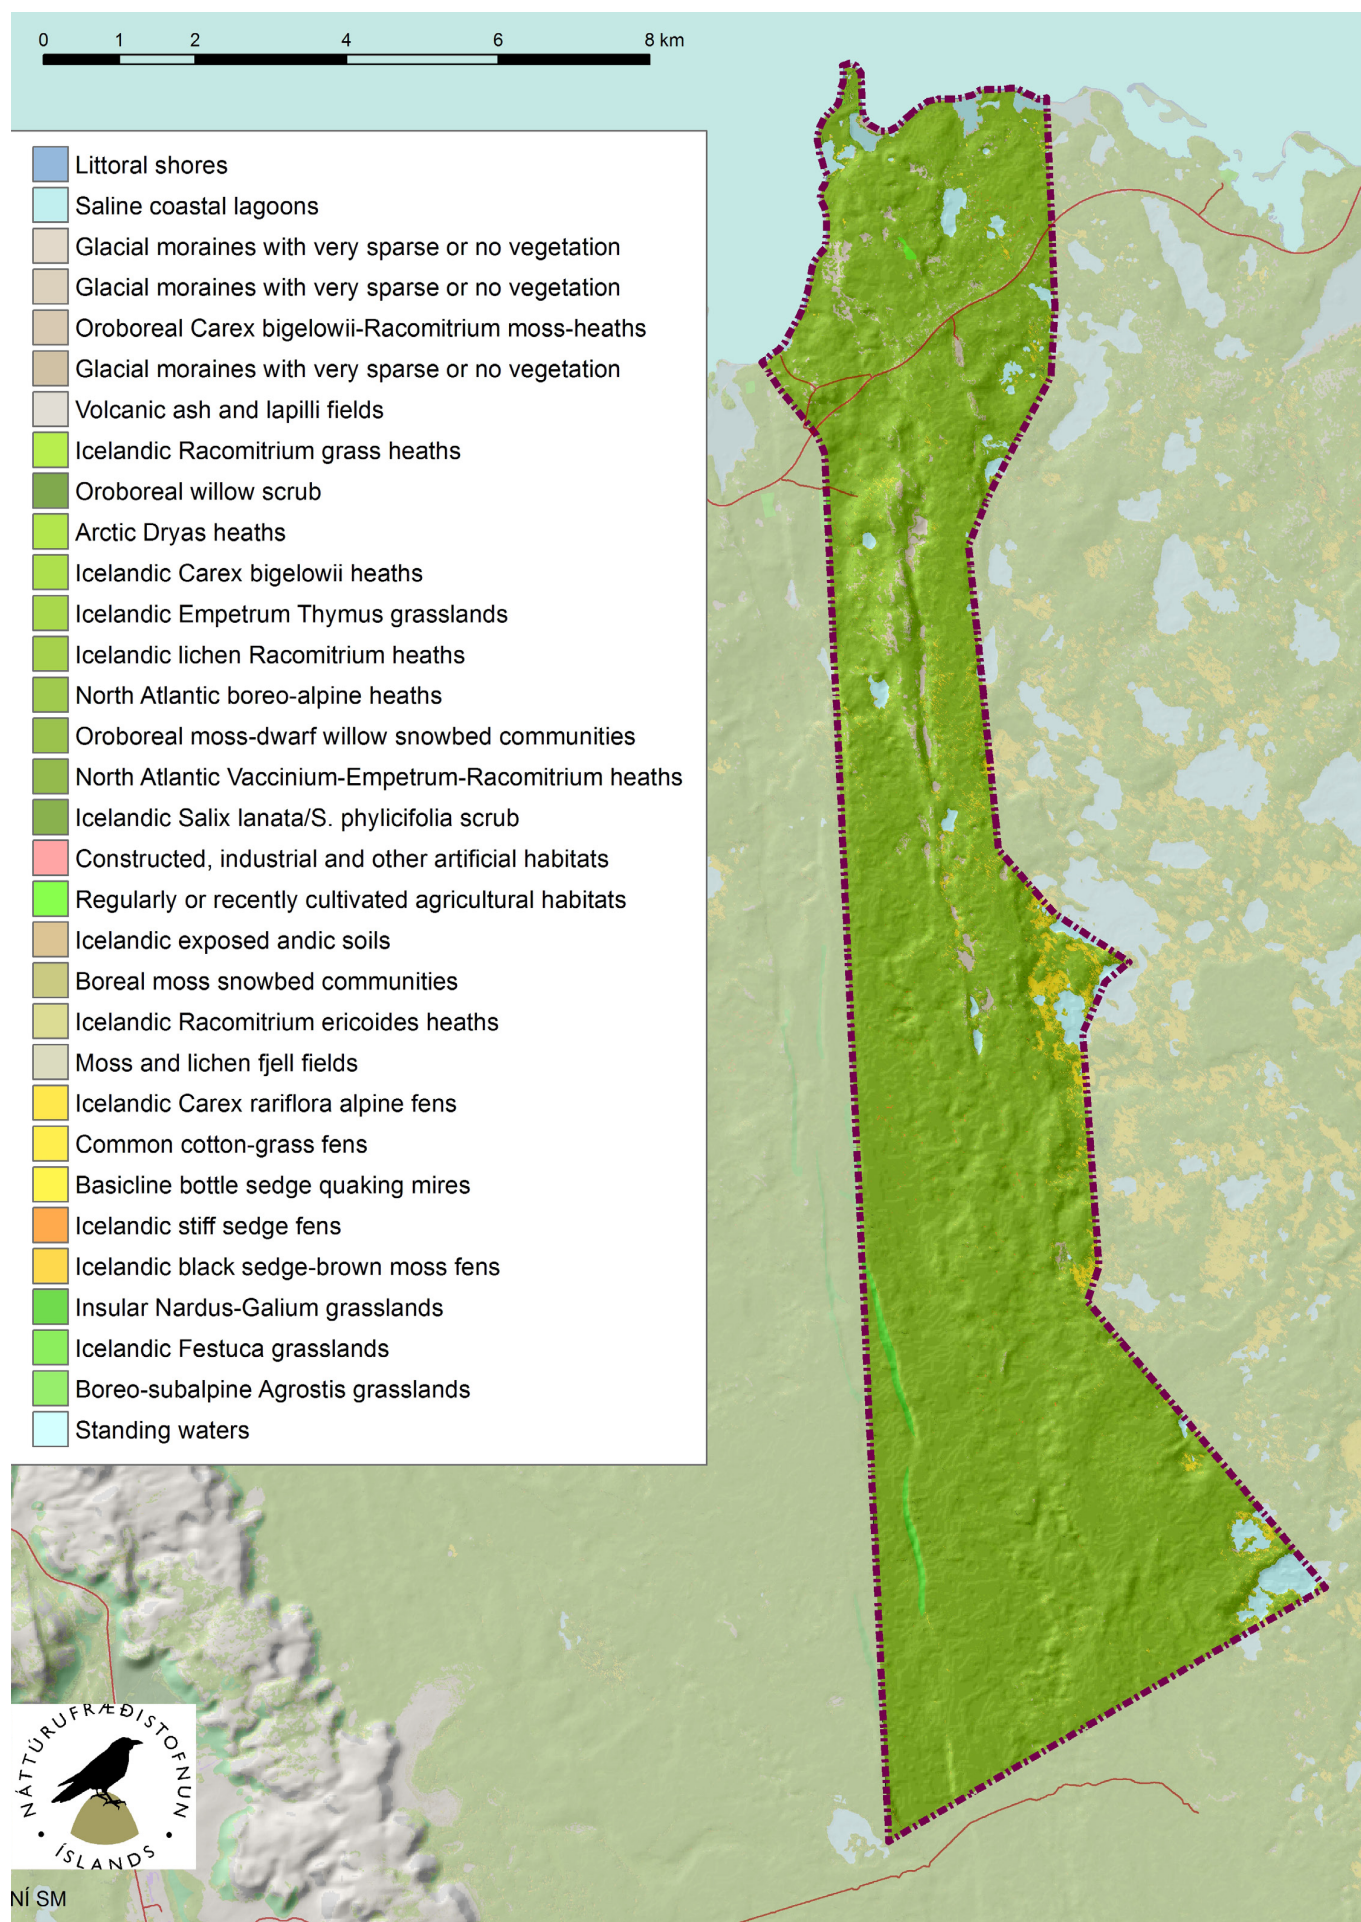 0 1 2 4 6 8 km
Littoral shores
Saline coastal lagoons
Glacial moraines with very sparse or no vegetation
Glacial moraines with very sparse or no vegetation
Oroboreal Carex bigelowii-Racomitrium moss-heaths
Glacial moraines with very sparse or no vegetation
Volcanic ash and lapilli fields
Icelandic Racomitrium grass heaths
Oroboreal willow scrub
Arctic Dryas heaths
Icelandic Carex bigelowii heaths
Icelandic Empetrum Thymus grasslands
Icelandic lichen Racomitrium heaths
North Atlantic boreo-alpine heaths
Oroboreal moss-dwarf willow snowbed communities
North Atlantic Vaccinium-Empetrum-Racomitrium heaths
Icelandic Salix lanata/S. phylicifolia scrub
Constructed, industrial and other artificial habitats
Regularly or recently cultivated agricultural habitats
Icelandic exposed andic soils
Boreal moss snowbed communities
Icelandic Racomitrium ericoides heaths
Moss and lichen fjell fields
Icelandic Carex rariflora alpine fens
Common cotton-grass fens
Basicline bottle sedge quaking mires
Icelandic stiff sedge fens
Icelandic black sedge-brown moss fens
Insular Nardus-Galium grasslands
Icelandic Festuca grasslands
Boreo-subalpine Agrostis grasslands
Standing waters
NÁTTÚRUFRÆÐISTOFNUN
• ÍSLANDS •
NÍ SM